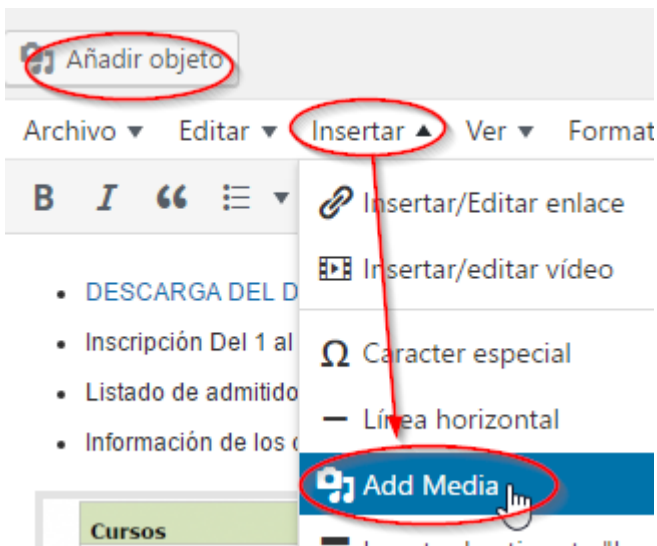 Añadir objeto
Archivo Editar Insertar Ver Format
B I
Insertar/Editar enlace
Insertar/editar vídeo
DESCARGA DEL D
Inscripción Del 1 al
Ω Caracter especial
Listado de admitido
Línea horizontal
Información de los
Add Media
Cursos